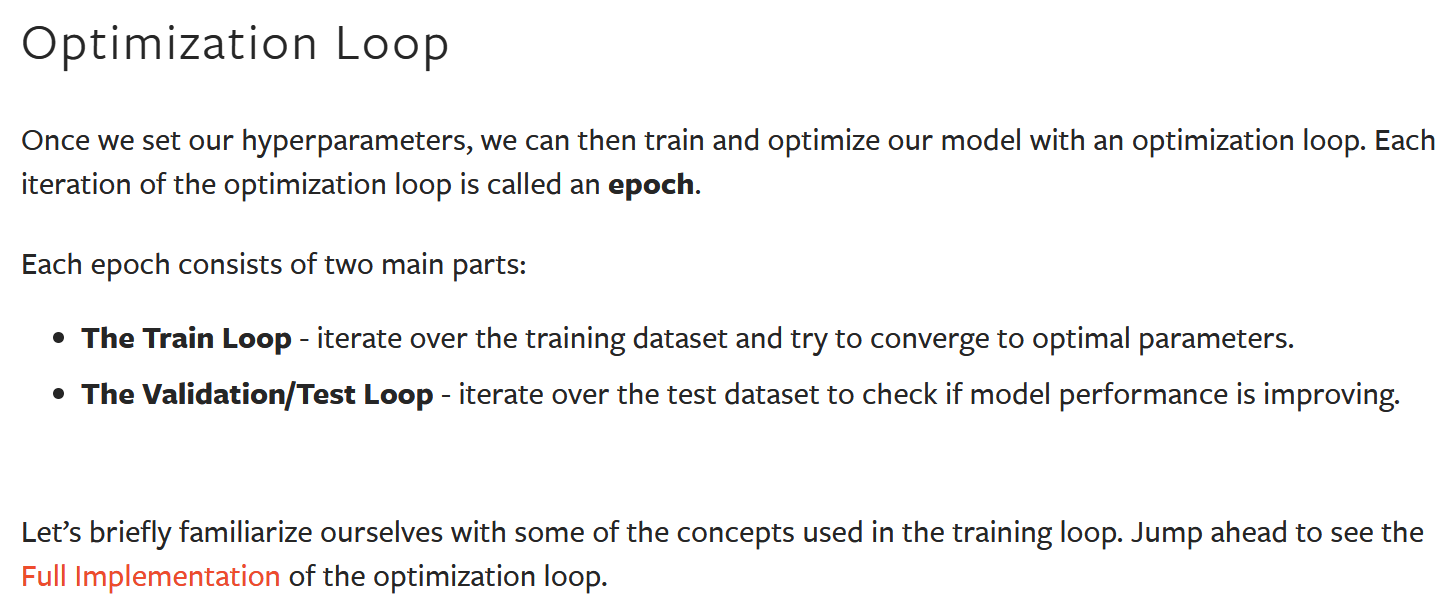 Optimization Loop
Once we set our hyperparameters, we can then train and optimize our model with an optimization loop. Each
iteration of the optimization loop is called an epoch.
Each epoch consists of two main parts:
• The Train Loop - iterate over the training dataset and try to converge to optimal parameters.
• The Validation/Test Loop - iterate over the test dataset to check if model performance is improving.
Let’s briefly familiarize ourselves with some of the concepts used in the training loop. Jump ahead to see the
Full Implementation of the optimization loop.